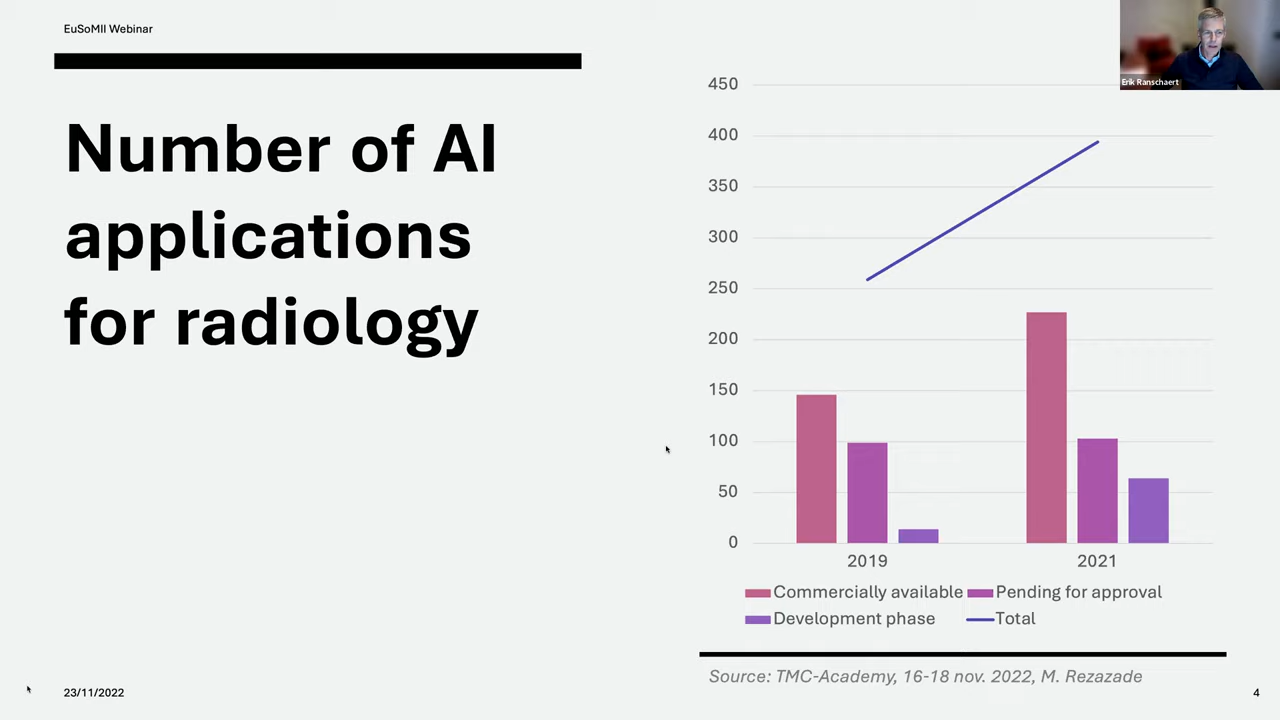 EuSoMII Webinar
Number of AI
applications
for radiology
Erik Ranschaert
450
400
350
300
250
200
150
100
50
0
2019 2021
Commercially available Pending for approval
Development phase Total
Source: TMC-Academy, 16-18 nov. 2022, M. Rezazade
23/11/2022
4